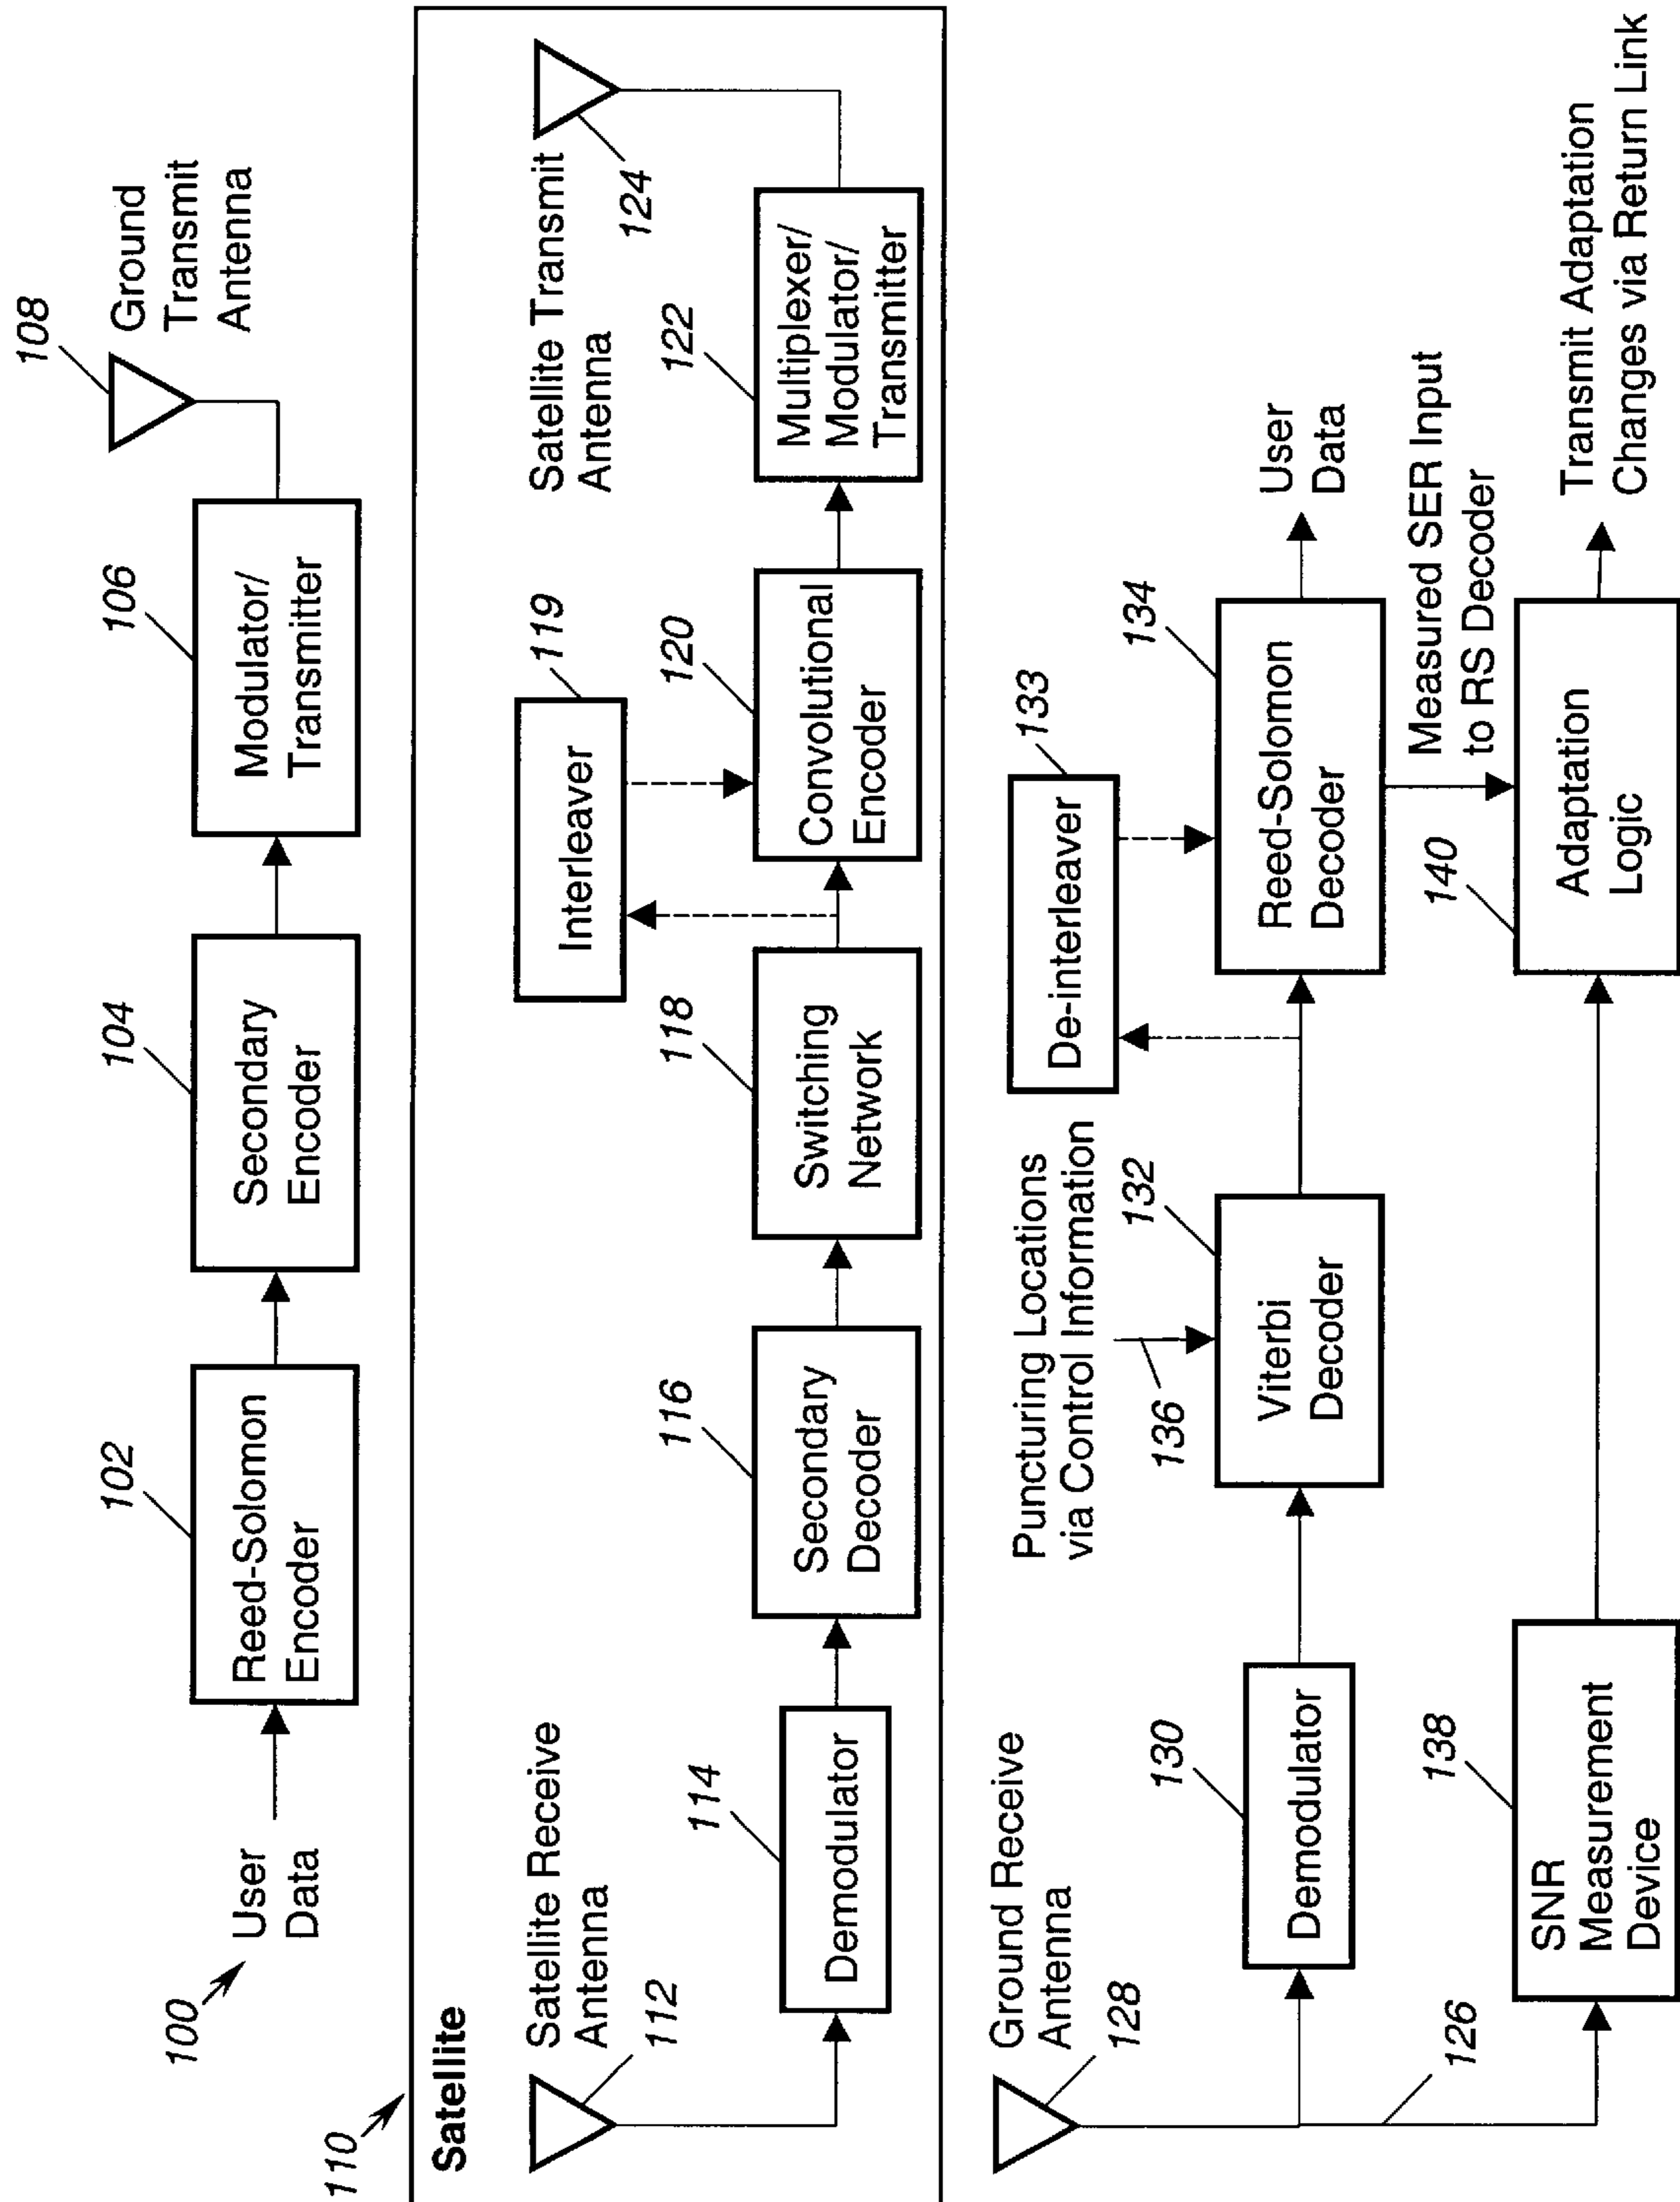 100
User
Data
102
Reed-Solomon
Encoder
104
Secondary
Encoder
106
Modulator/
Transmitter
108
Ground
Transmit
Antenna
110
Satellite
Satellite Receive
Antenna
112
114
Demodulator
116
Secondary
Decoder
118
Switching
Network
119
Interleaver
120
Convolutional
Encoder
122
Multiplexer/
Modulator/
Transmitter
Satellite Transmit
Antenna
124
Ground Receive
Antenna
128
126
130
Demodulator
Puncturing Locations
via Control Information
136
132
Viterbi
Decoder
133
De-interleaver
134
Reed-Solomon
Decoder
User
Data
Measured SER Input
to RS Decoder
138
SNR
Measurement
Device
140
Adaptation
Logic
Transmit Adaptation
Changes via Return Link